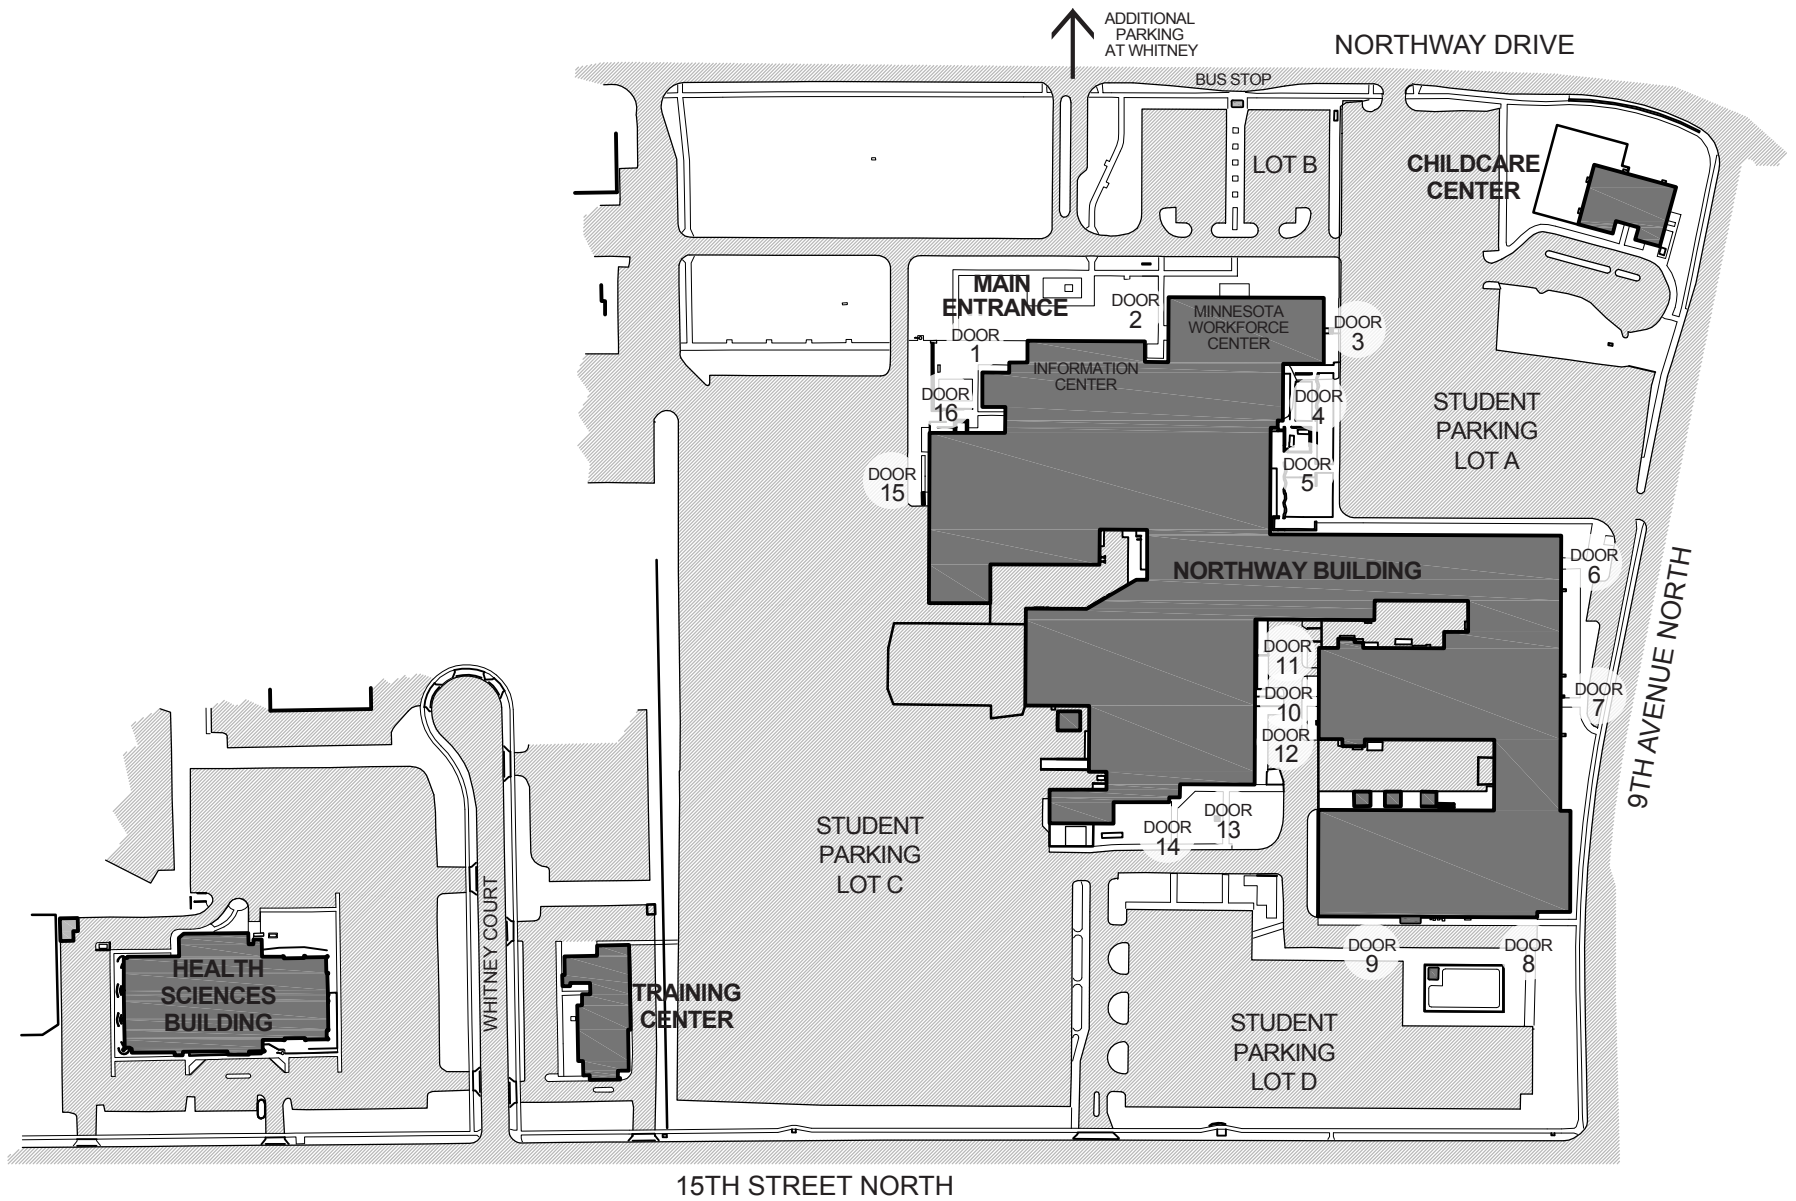 ADDITIONAL
PARKING
AT WHITNEY
NORTHWAY DRIVE
BUS STOP
LOT B
CHILDCARE
CENTER
MAIN
ENTRANCE
DOOR
1
DOOR
2
MINNESOTA
WORKFORCE
CENTER
DOOR
3
INFORMATION
CENTER
DOOR
16
DOOR
4
STUDENT
PARKING
LOT A
DOOR
15
DOOR
5
NORTHWAY BUILDING
DOOR
6
9TH AVENUE NORTH
DOOR
11
DOOR
10
DOOR
7
DOOR
12
DOOR
13
DOOR
14
STUDENT
PARKING
LOT C
WHITNEY COURT
DOOR
9
DOOR
8
HEALTH
SCIENCES
BUILDING
TRAINING
CENTER
STUDENT
PARKING
LOT D
15TH STREET NORTH